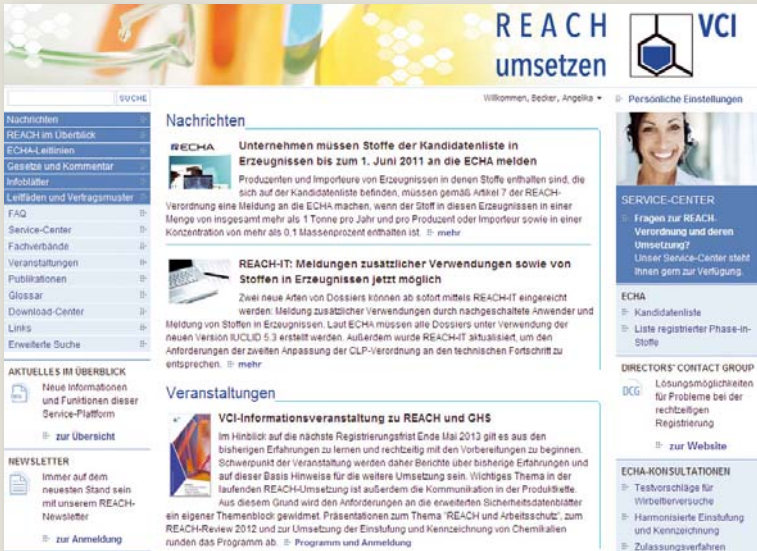 REACH
umsetzen
VCI
SUCHE
Willkommen, Becker, Angelika
Persönliche Einstellungen
Nachrichten
REACH im Überblick
ECHA-Leitlinien
Gesetze und Kommentar
Infoblätter
Leitfäden und Vertragsmuster
FAQ
Service-Center
Fachverbände
Veranstaltungen
Publikationen
Glossar
Download-Center
Links
Erweiterte Suche
AKTUELLES IM ÜBERBLICK
Neue Informationen
und Funktionen dieser
Service-Plattform
zur Übersicht
NEWSLETTER
Immer auf dem
neuesten Stand sein
mit unserem REACH-
Newsletter
zur Anmeldung
Nachrichten
ECHA
Unternehmen müssen Stoffe der Kandidatenliste in
Erzeugnissen bis zum 1. Juni 2011 an die ECHA melden
Produzenten und Importeure von Erzeugnissen in denen Stoffe enthalten sind, die
sich auf der Kandidatenliste befinden, müssen gemäß Artikel 7 der REACH-
Verordnung eine Meldung an die ECHA machen, wenn der Stoff in diesen Erzeugnissen in einer
Menge von insgesamt mehr als 1 Tonne pro Jahr und pro Produzent oder Importeur sowie in einer
Konzentration von mehr als 0,1 Massenprozent enthalten ist. mehr
REACH-IT: Meldungen zusätzlicher Verwendungen sowie von
Stoffen in Erzeugnissen jetzt möglich
Zwei neue Arten von Dossiers können ab sofort mittels REACH-IT eingereicht
werden: Meldung zusätzlicher Verwendungen durch nachgeschaltete Anwender und
Meldung von Stoffen in Erzeugnissen. Laut ECHA müssen alle Dossiers unter Verwendung der
neuen Version IUCLID 5.3 erstellt werden. Außerdem wurde REACH-IT aktualisiert, um den
Anforderungen der zweiten Anpassung der CLP-Verordnung an den technischen Fortschritt zu
entsprechen. mehr
Veranstaltungen
VCI-Informationsveranstaltung zu REACH und GHS
Im Hinblick auf die nächste Registrierungsfrist Ende Mai 2013 gilt es aus den
bisherigen Erfahrungen zu lernen und rechtzeitig mit den Vorbereitungen zu beginnen.
Schwerpunkt der Veranstaltung werden daher Berichte über bisherige Erfahrungen und
auf dieser Basis Hinweise für die weitere Umsetzung sein. Wichtiges Thema in der
laufenden REACH-Umsetzung ist außerdem die Kommunikation in der Produktkette.
Aus diesem Grund wird den Anforderungen an die erweiterten Sicherheitsdatenblätter
ein eigener Themenblock gewidmet. Präsentationen zum Thema "REACH und Arbeitsschutz", zum
REACH-Review 2012 und zur Umsetzung der Einstufung und Kennzeichnung von Chemikalien
runden das Programm ab. Programm und Anmeldung
SERVICE-CENTER
Fragen zur REACH-
Verordnung und deren
Umsetzung?
Unser Service-Center steht
Ihnen gern zur Verfügung.
ECHA
Kandidatenliste
Liste registrierter Phase-in-
Stoffe
DIRECTORS' CONTACT GROUP
DCG
Lösungsmöglichkeiten
für Probleme bei der
rechtzeitigen
Registrierung
zur Website
ECHA-KONSULTATIONEN
Testvorschläge für
Wirbeltierversuche
Harmonisierte Einstufung
und Kennzeichnung
Zulassungsverfahren